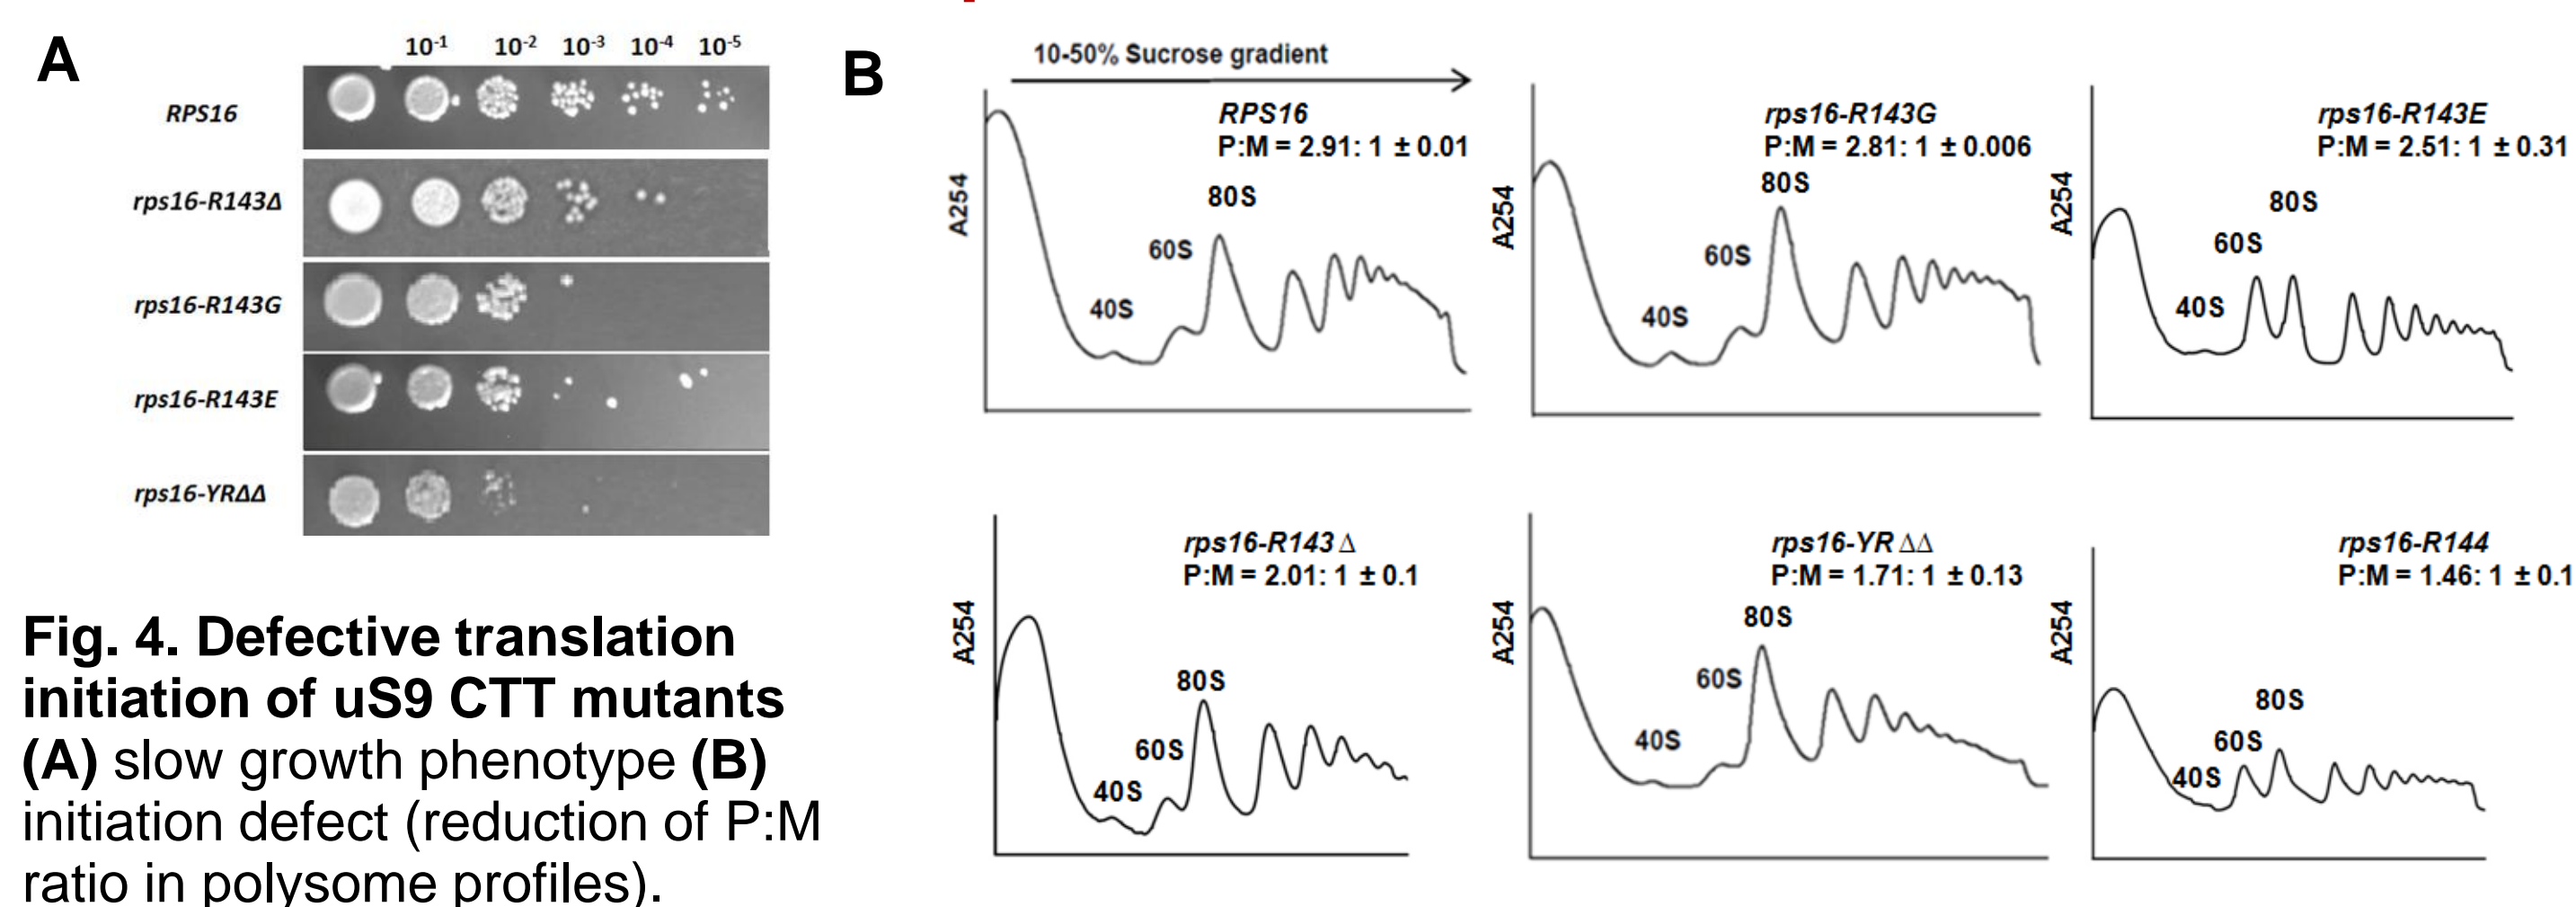 A
10-1 10-2 10-3 10-4 10-5
RPS16
rps16-R143Δ
rps16-R143G
rps16-R143E
rps16-YRΔΔ
Fig. 4. Defective translation
initiation of uS9 CTT mutants
(A) slow growth phenotype (B)
initiation defect (reduction of P:M
ratio in polysome profiles).
B
10-50% Sucrose gradient
RPS16
P:M = 2.91: 1 ± 0.01
A254
40S
60S
80S
rps16-R143G
P:M = 2.81: 1 ± 0.006
A254
40S
60S
80S
rps16-R143E
P:M = 2.51: 1 ± 0.31
A254
40S
60S
80S
rps16-R143 Δ
P:M = 2.01: 1 ± 0.1
A254
40S
60S
80S
rps16-YR ΔΔ
P:M = 1.71: 1 ± 0.13
A254
40S
60S
80S
rps16-R144
P:M = 1.46: 1 ± 0.1
A254
40S
60S
80S